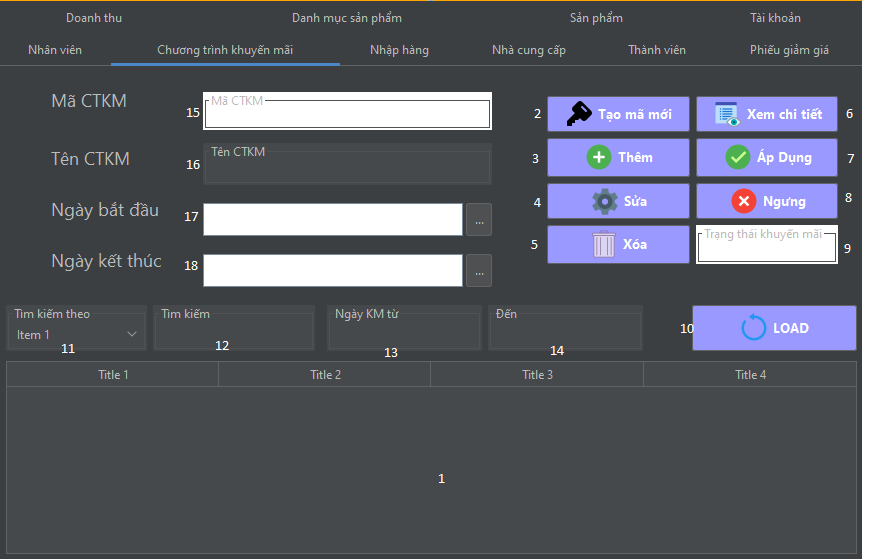 Doanh thu Danh mục sản phẩm Sản phẩm Tài khoản
Nhân viên Chương trình khuyến mãi Nhập hàng Nhà cung cấp Thành viên Phiếu giảm giá
Mã CTKM 15 Mã CTKM
Tên CTKM 16 Tên CTKM
Ngày bắt đầu 17 ...
Ngày kết thúc 18 ...
2 Tạo mã mới Xem chi tiết 6
3 Thêm Áp Dụng 7
4 Sửa Ngưng 8
5 Xóa Trạng thái khuyến mãi 9
Tìm kiếm theo Tìm kiếm Ngày KM từ Đến
Item 1 10 LOAD
11 12 13 14
Title 1 Title 2 Title 3 Title 4
1